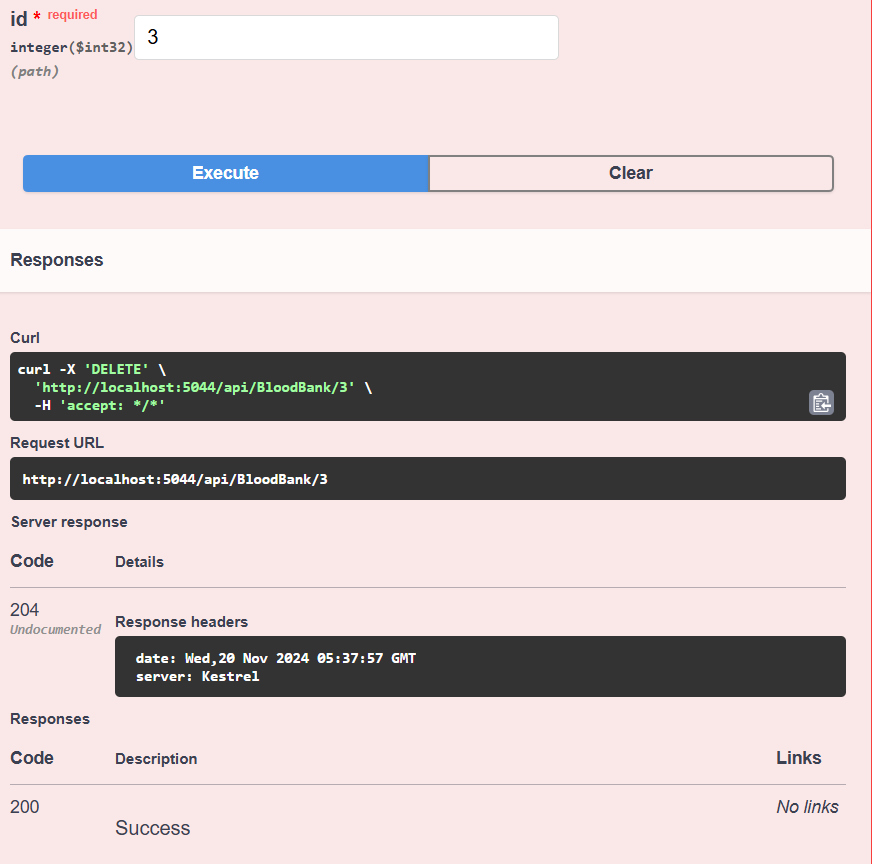 id * required
integer($int32)
(path)
3
Execute
Clear
Responses
Curl
curl -X 'DELETE' \
'http://localhost:5044/api/BloodBank/3' \
-H 'accept: */*'
Request URL
http://localhost:5044/api/BloodBank/3
Server response
Code Details
204
Undocumented
Response headers
date: Wed,20 Nov 2024 05:37:57 GMT
server: Kestrel
Responses
Code Description Links
200
Success
No links